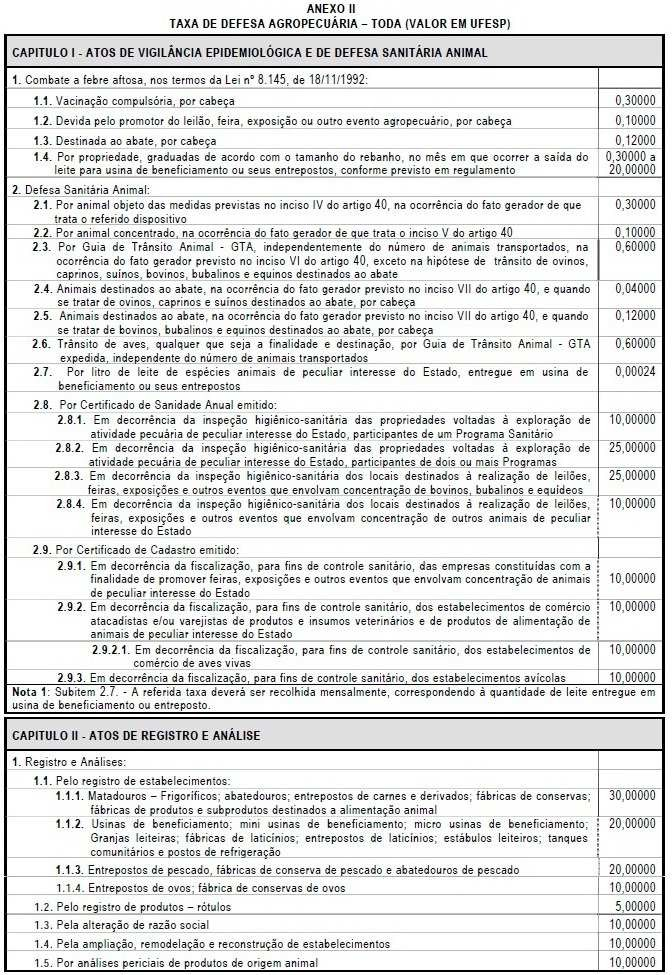 ANEXO II
TAXA DE DEFESA AGROPECUÁRIA – TODA (VALOR EM UFESP)
CAPITULO I - ATOS DE VIGILÂNCIA EPIDEMIOLÓGICA E DE DEFESA SANITÁRIA ANIMAL
1. Combate a febre aftosa, nos termos da Lei nº 8.145, de 18/11/1992:
1.1. Vacinação compulsória, por cabeça 0,30000
1.2. Devida pelo promotor do leilão, feira, exposição ou outro evento agropecuário, por cabeça 0,10000
1.3. Destinada ao abate, por cabeça 0,12000
1.4. Por propriedade, graduadas de acordo com o tamanho do rebanho, no mês em que ocorrer a saída do 0,30000 a
leite para usina de beneficiamento ou seus entrepostos, conforme previsto em regulamento 20,00000
2. Defesa Sanitária Animal:
2.1. Por animal objeto das medidas previstas no inciso IV do artigo 40, na ocorrência do fato gerador de que 0,30000
trata o referido dispositivo
2.2. Por animal concentrado, na ocorrência do fato gerador de que trata o inciso V do artigo 40 0,10000
2.3. Por Guia de Trânsito Animal - GTA, independentemente do número de animais transportados, na 0,60000
ocorrência do fato gerador previsto no inciso VI do artigo 40, exceto na hipótese de trânsito de ovinos,
caprinos, suínos, bovinos, bubalinos e equinos destinados ao abate
2.4. Animais destinados ao abate, na ocorrência do fato gerador previsto no inciso VII do artigo 40, e quando 0,04000
se tratar de ovinos, caprinos e suínos destinados ao abate, por cabeça
2.5. Animais destinados ao abate, na ocorrência do fato gerador previsto no inciso VII do artigo 40, e quando 0,12000
se tratar de bovinos, bubalinos e equinos destinados ao abate, por cabeça
2.6. Trânsito de aves, qualquer que seja a finalidade e destinação, por Guia de Trânsito Animal - GTA 0,60000
expedida, independente do número de animais transportados
2.7. Por litro de leite de espécies animais de peculiar interesse do Estado, entregue em usina de 0,00024
beneficiamento ou seus entrepostos
2.8. Por Certificado de Sanidade Anual emitido:
2.8.1. Em decorrência da inspeção higiênico-sanitária das propriedades voltadas à exploração de 10,00000
atividade pecuária de peculiar interesse do Estado, participantes de um Programa Sanitário
2.8.2. Em decorrência da inspeção higiênico-sanitária das propriedades voltadas à exploração de 25,00000
atividade pecuária de peculiar interesse do Estado, participantes de dois ou mais Programas
2.8.3. Em decorrência da inspeção higiênico-sanitária dos locais destinados à realização de leilões, 25,00000
feiras, exposições e outros eventos que envolvam concentração de bovinos, bubalinos e equídeos
2.8.4. Em decorrência da inspeção higiênico-sanitária dos locais destinados à realização de leilões, 10,00000
feiras, exposições e outros eventos que envolvam concentração de outros animais de peculiar
interesse do Estado
2.9. Por Certificado de Cadastro emitido:
2.9.1. Em decorrência da fiscalização, para fins de controle sanitário, das empresas constituídas com a
finalidade de promover feiras, exposições e outros eventos que envolvam concentração de animais 10,00000
de peculiar interesse do Estado
2.9.2. Em decorrência da fiscalização, para fins de controle sanitário, dos estabelecimentos de comércio 10,00000
atacadistas e/ou varejistas de produtos e insumos veterinários e de produtos de alimentação de
animais de peculiar interesse do Estado
2.9.2.1. Em decorrência da fiscalização, para fins de controle sanitário, dos estabelecimentos de 10,00000
comércio de aves vivas
2.9.3. Em decorrência da fiscalização, para fins de controle sanitário, dos estabelecimentos avícolas 10,00000
Nota 1: Subitem 2.7. - A referida taxa deverá ser recolhida mensalmente, correspondendo à quantidade de leite entregue em
usina de beneficiamento ou entreposto.
CAPITULO II - ATOS DE REGISTRO E ANÁLISE
1. Registro e Análises:
1.1. Pelo registro de estabelecimentos:
1.1.1. Matadouros – Frigoríficos; abatedouros; entrepostos de carnes e derivados; fábricas de conservas; 30,00000
fábricas de produtos e subprodutos destinados a alimentação animal
1.1.2. Usinas de beneficiamento; mini usinas de beneficiamento; micro usinas de beneficiamento; 20,00000
Granjas leiteiras; fábricas de laticínios; entrepostos de laticínios; estábulos leiteiros; tanques
comunitários e postos de refrigeração
1.1.3. Entrepostos de pescado, fábricas de conserva de pescado e abatedouros de pescado 20,00000
1.1.4. Entrepostos de ovos; fábrica de conservas de ovos 10,00000
1.2. Pelo registro de produtos – rótulos 5,00000
1.3. Pela alteração de razão social 10,00000
1.4. Pela ampliação, remodelação e reconstrução de estabelecimentos 10,00000
1.5. Por análises periciais de produtos de origem animal 10,00000